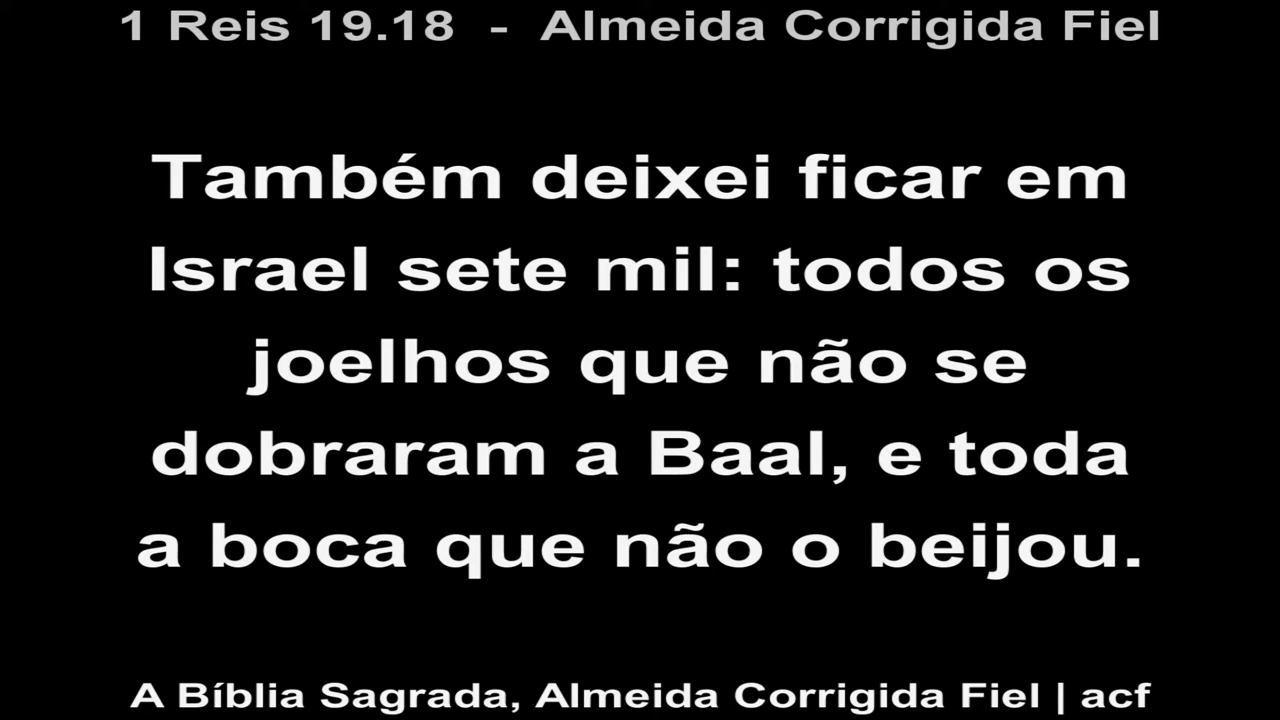 1 Reis 19.18 - Almeida Corrigida Fiel
Também deixei ficar em
Israel sete mil: todos os
joelhos que não se
dobraram a Baal, e toda
a boca que não o beijou.
A Bíblia Sagrada, Almeida Corrigida Fiel | acf